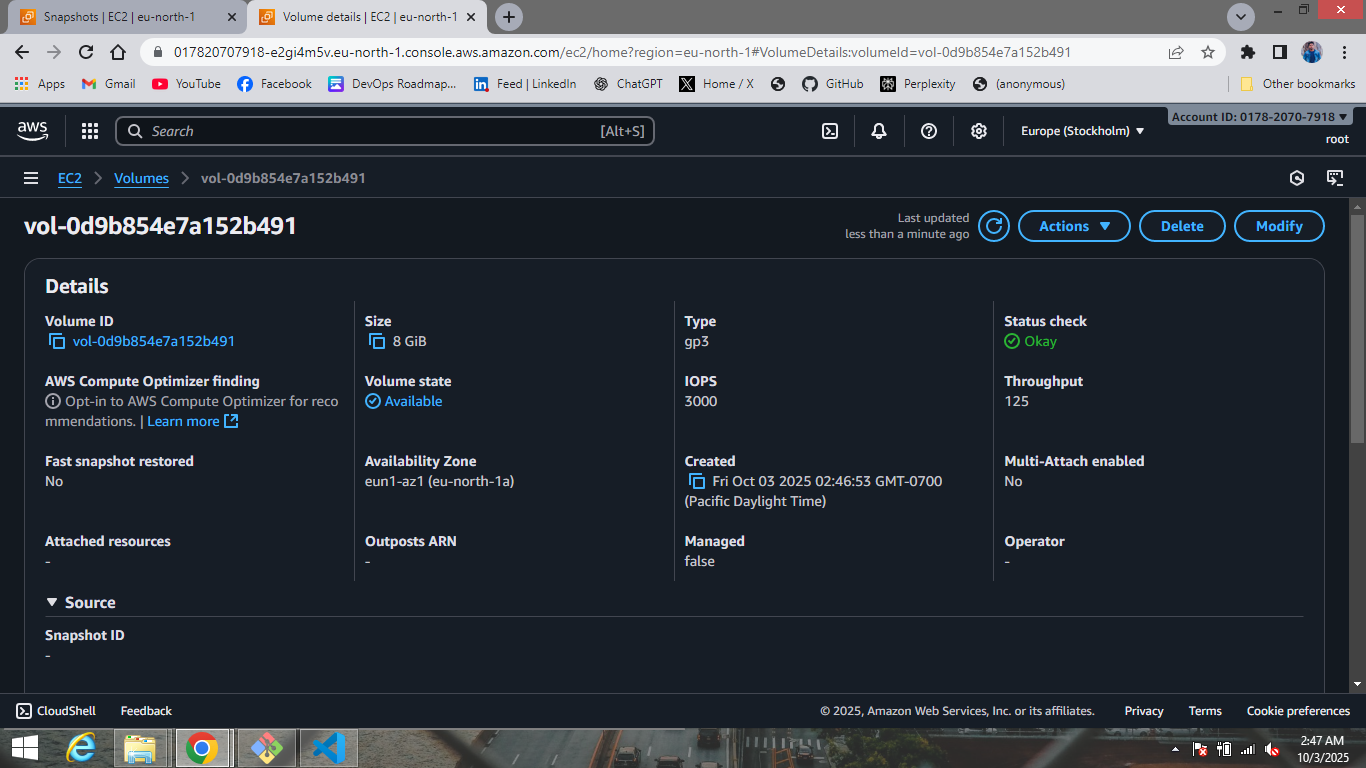 Snapshots | EC2 | eu-north-1
Volume details | EC2 | eu-north-1
017820707918-e2gi4m5v.eu-north-1.console.aws.amazon.com/ec2/home?region=eu-north-1#VolumeDetails:volumeId=vol-0d9b854e7a152b491
Apps Gmail YouTube Facebook DevOps Roadmap... Feed | LinkedIn ChatGPT Home / X GitHub Perplexity (anonymous) Other bookmarks
aws Search [Alt+S] Europe (Stockholm) Account ID: 0178-2070-7918
root
EC2 Volumes vol-0d9b854e7a152b491
vol-0d9b854e7a152b491
Last updated
less than a minute ago
Actions Delete Modify
Details
Volume ID
vol-0d9b854e7a152b491
Size
8 GiB
Type
gp3
Status check
Okay
AWS Compute Optimizer finding
Opt-in to AWS Compute Optimizer for reco
mmendations. | Learn more
Volume state
Available
IOPS
3000
Throughput
125
Fast snapshot restored
No
Availability Zone
eun1-az1 (eu-north-1a)
Created
Fri Oct 03 2025 02:46:53 GMT-0700
(Pacific Daylight Time)
Multi-Attach enabled
No
Attached resources
-
Outposts ARN
-
Managed
false
Operator
-
Source
Snapshot ID
-
CloudShell Feedback © 2025, Amazon Web Services, Inc. or its affiliates. Privacy Terms Cookie preferences
2:47 AM
10/3/2025